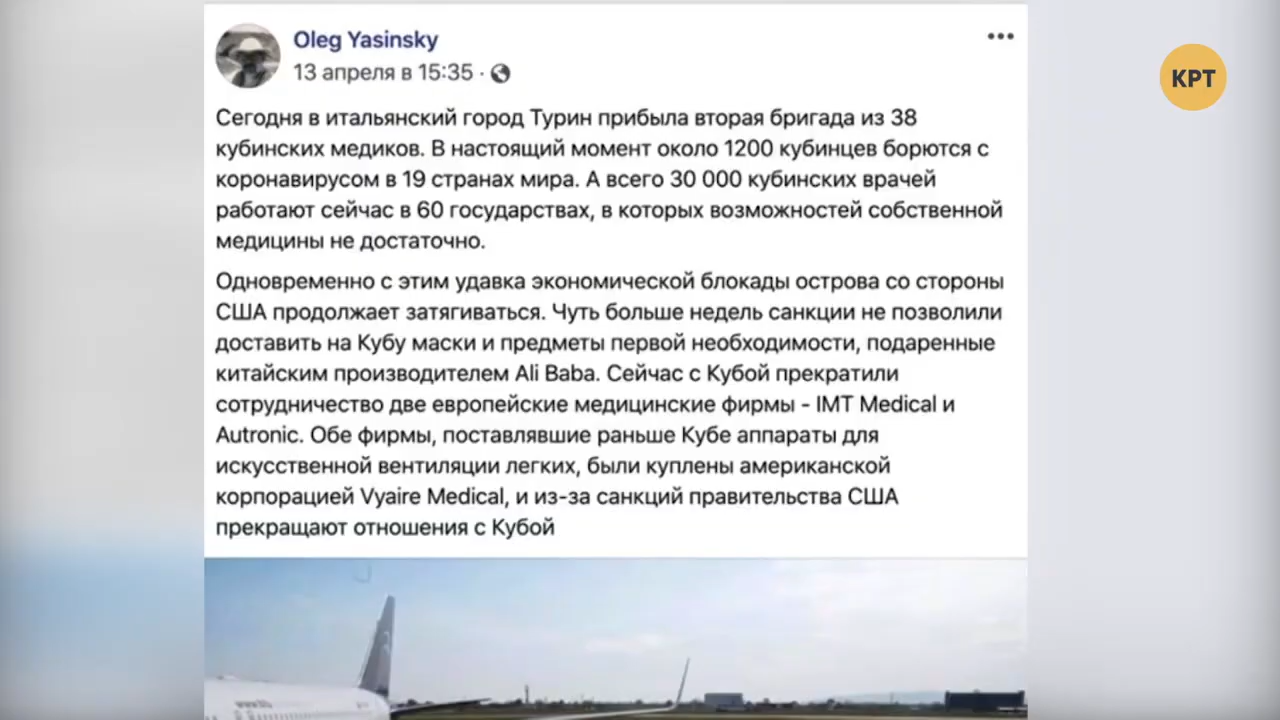 Oleg Yasinsky
13 апреля в 15:35 ·
КРТ
Сегодня в итальянский город Турин прибыла вторая бригада из 38
кубинских медиков. В настоящий момент около 1200 кубинцев борются с
коронавирусом в 19 странах мира. А всего 30 000 кубинских врачей
работают сейчас в 60 государствах, в которых возможностей собственной
медицины не достаточно.
Одновременно с этим удавка экономической блокады острова со стороны
США продолжает затягиваться. Чуть больше недель санкции не позволили
доставить на Кубу маски и предметы первой необходимости, подаренные
китайским производителем Ali Baba. Сейчас с Кубой прекратили
сотрудничество две европейские медицинские фирмы - IMT Medical и
Autronic. Обе фирмы, поставлявшие раньше Кубе аппараты для
искусственной вентиляции легких, были куплены американской
корпорацией Vyaire Medical, и из-за санкций правительства США
прекращают отношения с Кубой